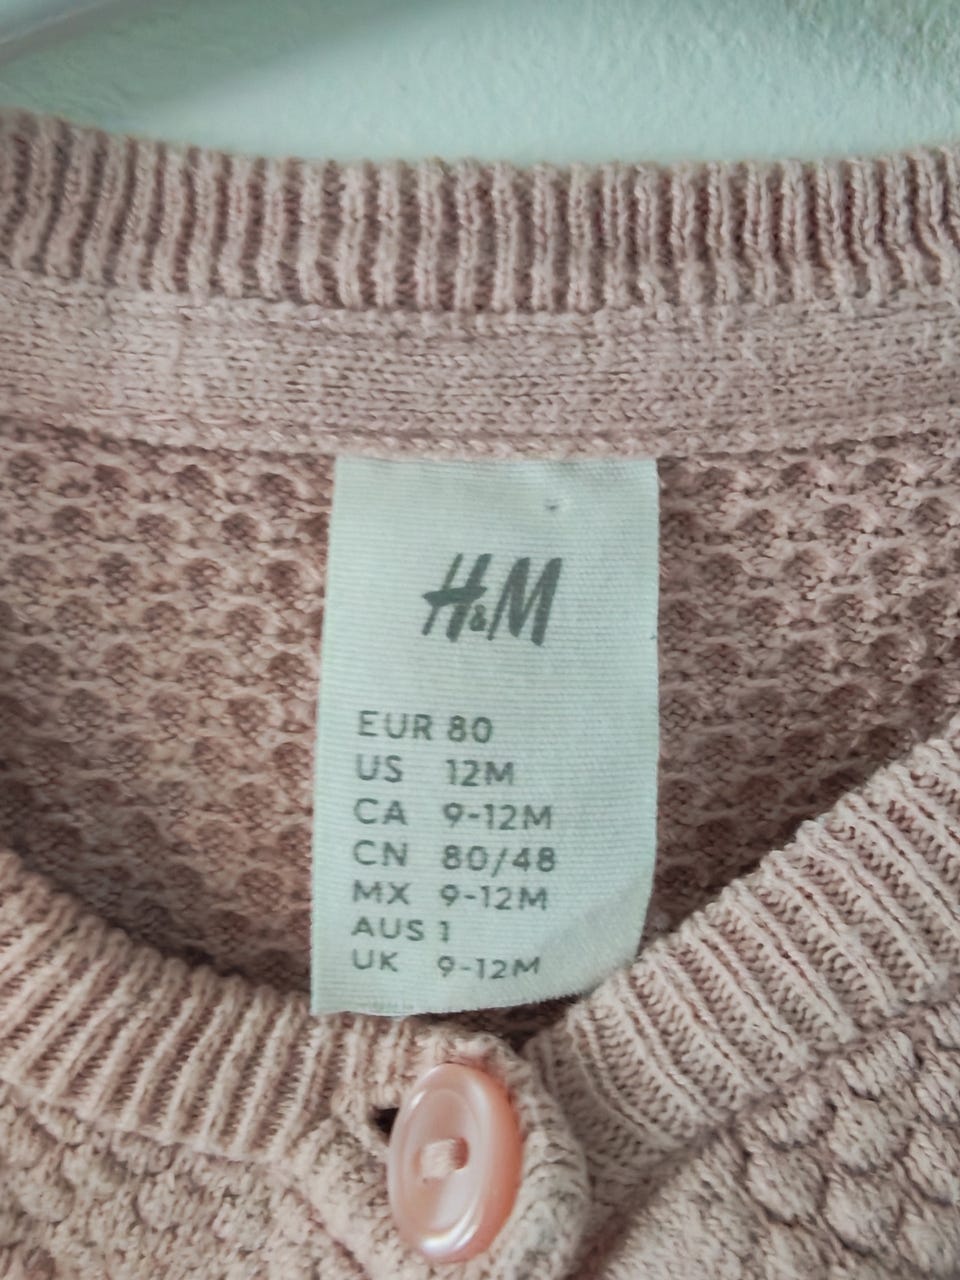 H&M
EUR 80
US 12M
CA 9-12M
CN 80/48
MX 9-12M
AUS 1
UK 9-12M